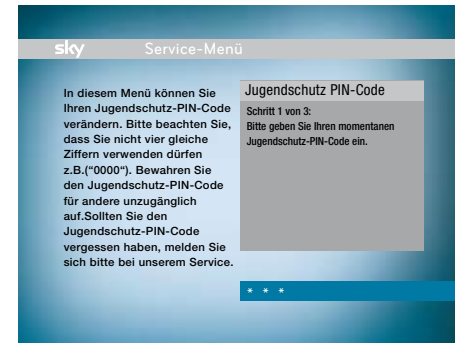 sky Service-Menü
In diesem Menü können Sie
Ihren Jugendschutz-PIN-Code
verändern. Bitte beachten Sie,
dass Sie nicht vier gleiche
Ziffern verwenden dürfen
z.B.("0000"). Bewahren Sie
den Jugendschutz-PIN-Code
für andere unzugänglich
auf.Sollten Sie den
Jugendschutz-PIN-Code
vergessen haben, melden Sie
sich bitte bei unserem Service.
Jugendschutz PIN-Code
Schritt 1 von 3:
Bitte geben Sie Ihren momentanen
Jugendschutz-PIN-Code ein.
* * *